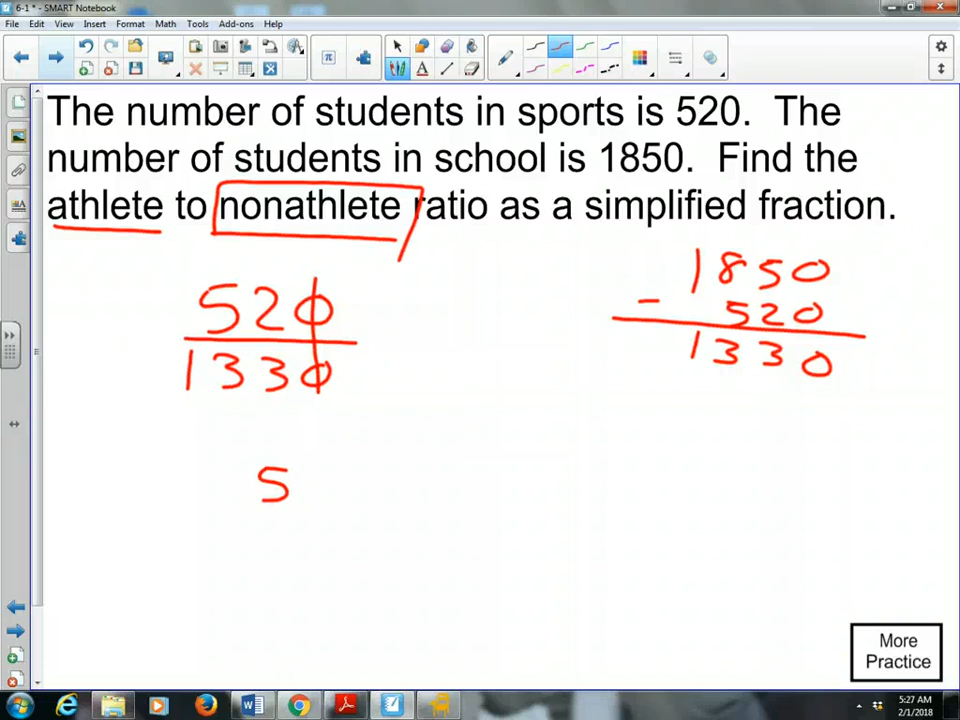 6-1 * - SMART Notebook
File Edit View Insert Format Math Tools Add-ons Help
The number of students in sports is 520. The
number of students in school is 1850. Find the
athlete to nonathlete ratio as a simplified fraction.
520
1330
1850
- 520
1330
5
More
Practice
5:27 AM
2/1/2018